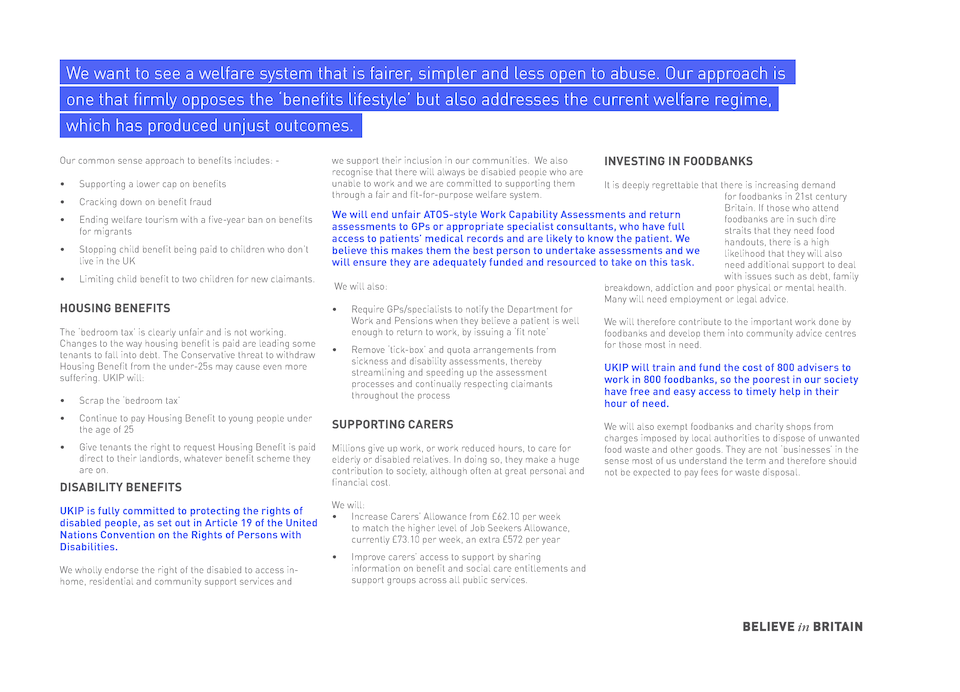 We want to see a welfare system that is fairer, simpler and less open to abuse. Our approach is
one that firmly opposes the ‘benefits lifestyle’ but also addresses the current welfare regime,
which has produced unjust outcomes.
Our common sense approach to benefits includes: -
• Supporting a lower cap on benefits
• Cracking down on benefit fraud
• Ending welfare tourism with a five-year ban on benefits
for migrants
• Stopping child benefit being paid to children who don’t
live in the UK
• Limiting child benefit to two children for new claimants.
HOUSING BENEFITS
The ‘bedroom tax’ is clearly unfair and is not working.
Changes to the way housing benefit is paid are leading some
tenants to fall into debt. The Conservative threat to withdraw
Housing Benefit from the under-25s may cause even more
suffering. UKIP will:
• Scrap the ‘bedroom tax’
• Continue to pay Housing Benefit to young people under
the age of 25
• Give tenants the right to request Housing Benefit is paid
direct to their landlords, whatever benefit scheme they
are on.
DISABILITY BENEFITS
UKIP is fully committed to protecting the rights of
disabled people, as set out in Article 19 of the United
Nations Convention on the Rights of Persons with
Disabilities.
We wholly endorse the right of the disabled to access in-
home, residential and community support services and
we support their inclusion in our communities. We also
recognise that there will always be disabled people who are
unable to work and we are committed to supporting them
through a fair and fit-for-purpose welfare system.
We will end unfair ATOS-style Work Capability Assessments and return
assessments to GPs or appropriate specialist consultants, who have full
access to patients’ medical records and are likely to know the patient. We
believe this makes them the best person to undertake assessments and we
will ensure they are adequately funded and resourced to take on this task.
We will also:
• Require GPs/specialists to notify the Department for
Work and Pensions when they believe a patient is well
enough to return to work, by issuing a ‘fit note’
• Remove ‘tick-box’ and quota arrangements from
sickness and disability assessments, thereby
streamlining and speeding up the assessment
processes and continually respecting claimants
throughout the process
SUPPORTING CARERS
Millions give up work, or work reduced hours, to care for
elderly or disabled relatives. In doing so, they make a huge
contribution to society, although often at great personal and
financial cost.
We will:
• Increase Carers’ Allowance from £62.10 per week
to match the higher level of Job Seekers Allowance,
currently £73.10 per week, an extra £572 per year
• Improve carers’ access to support by sharing
information on benefit and social care entitlements and
support groups across all public services.
INVESTING IN FOODBANKS
It is deeply regrettable that there is increasing demand
for foodbanks in 21st century
Britain. If those who attend
foodbanks are in such dire
straits that they need food
handouts, there is a high
likelihood that they will also
need additional support to deal
with issues such as debt, family
breakdown, addiction and poor physical or mental health.
Many will need employment or legal advice.
We will therefore contribute to the important work done by
foodbanks and develop them into community advice centres
for those most in need.
UKIP will train and fund the cost of 800 advisers to
work in 800 foodbanks, so the poorest in our society
have free and easy access to timely help in their
hour of need.
We will also exempt foodbanks and charity shops from
charges imposed by local authorities to dispose of unwanted
food waste and other goods. They are not ‘businesses’ in the
sense most of us understand the term and therefore should
not be expected to pay fees for waste disposal.
BELIEVE in BRITAIN